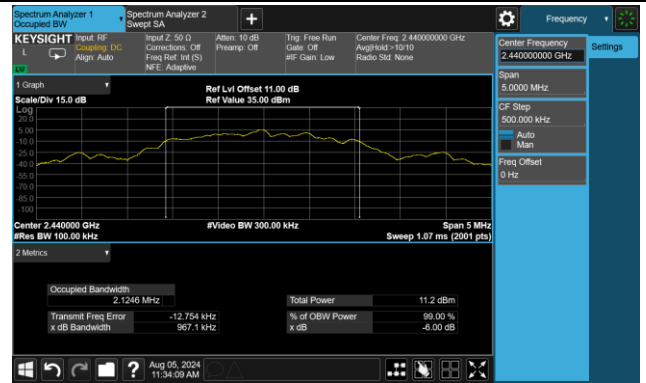 Spectrum Analyzer 1
Occupied BW
Spectrum Analyzer 2
Swept SA
+
Frequency
KEYSIGHT
L
Input: RF
Coupling: DC
Align: Auto
Input Z: 50 Ω
Corrections: Off
Freq Ref: Int (S)
NFE: Adaptive
Atten: 10 dB
Preamp: Off
Trig: Free Run
Gate: Off
#IF Gain: Low
Center Freq: 2.440000000 GHz
Avg|Hold:>10/10
Radio Std: None
Center Frequency
2.440000000 GHz
Settings
Span
5.0000 MHz
CF Step
500.000 kHz
Auto
Man
Freq Offset
0 Hz
1 Graph
Scale/Div 15.0 dB
Ref Lvl Offset 11.00 dB
Ref Value 35.00 dBm
Log
20.0
5.00
-10.0
-25.0
-40.0
-55.0
-70.0
-85.0
-100
Center 2.440000 GHz
#Res BW 100.00 kHz
#Video BW 300.00 kHz
Span 5 MHz
Sweep 1.07 ms (2001 pts)
2 Metrics
Occupied Bandwidth
2.1246 MHz
Total Power 11.2 dBm
Transmit Freq Error -12.754 kHz
% of OBW Power 99.00 %
x dB Bandwidth 967.1 kHz
x dB -6.00 dB
?
Aug 05, 2024
11:34:09 AM